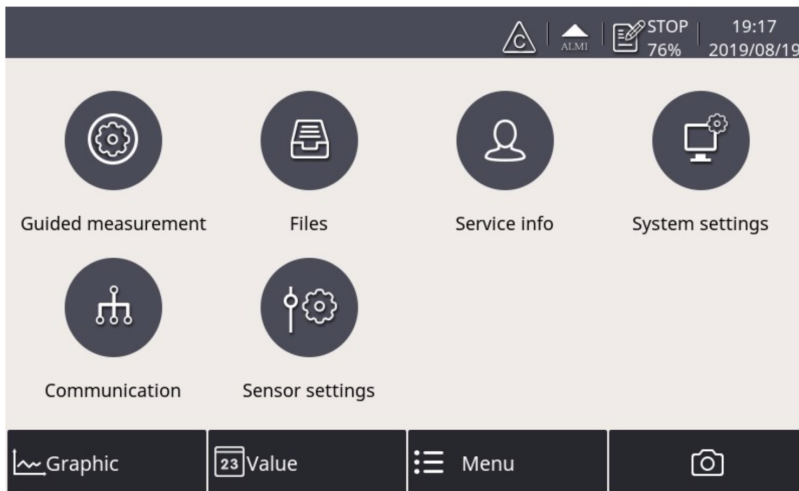 C
ALM1
STOP
76%
19:17
2019/08/19
Guided measurement
Files
Service info
System settings
Communication
Sensor settings
Graphic
23 Value
Menu